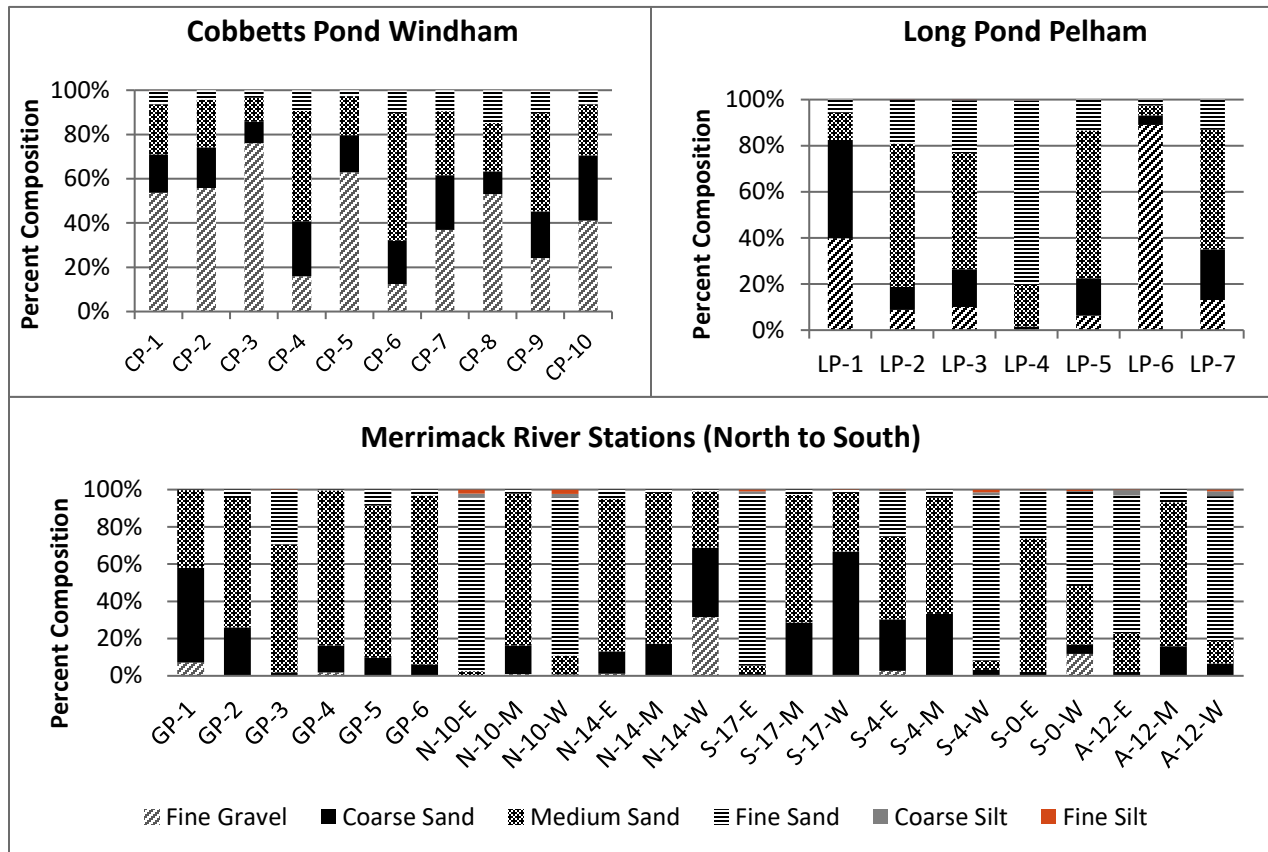 Cobbetts Pond Windham
Percent Composition
100%
80%
60%
40%
20%
0%
CP-1 CP-2 CP-3 CP-4 CP-5 CP-6 CP-7 CP-8 CP-9 CP-10
Long Pond Pelham
Percent Composition
100%
80%
60%
40%
20%
0%
LP-1 LP-2 LP-3 LP-4 LP-5 LP-6 LP-7
Merrimack River Stations (North to South)
Percent Composition
100%
80%
60%
40%
20%
0%
GP-1 GP-2 GP-3 GP-4 GP-5 GP-6 N-10-E N-10-M N-10-W N-14-E N-14-M N-14-W S-17-E S-17-M S-17-W S-4-E S-4-M S-4-W S-0-E S-0-W A-12-E A-12-M A-12-W
Fine Gravel Coarse Sand Medium Sand Fine Sand Coarse Silt Fine Silt